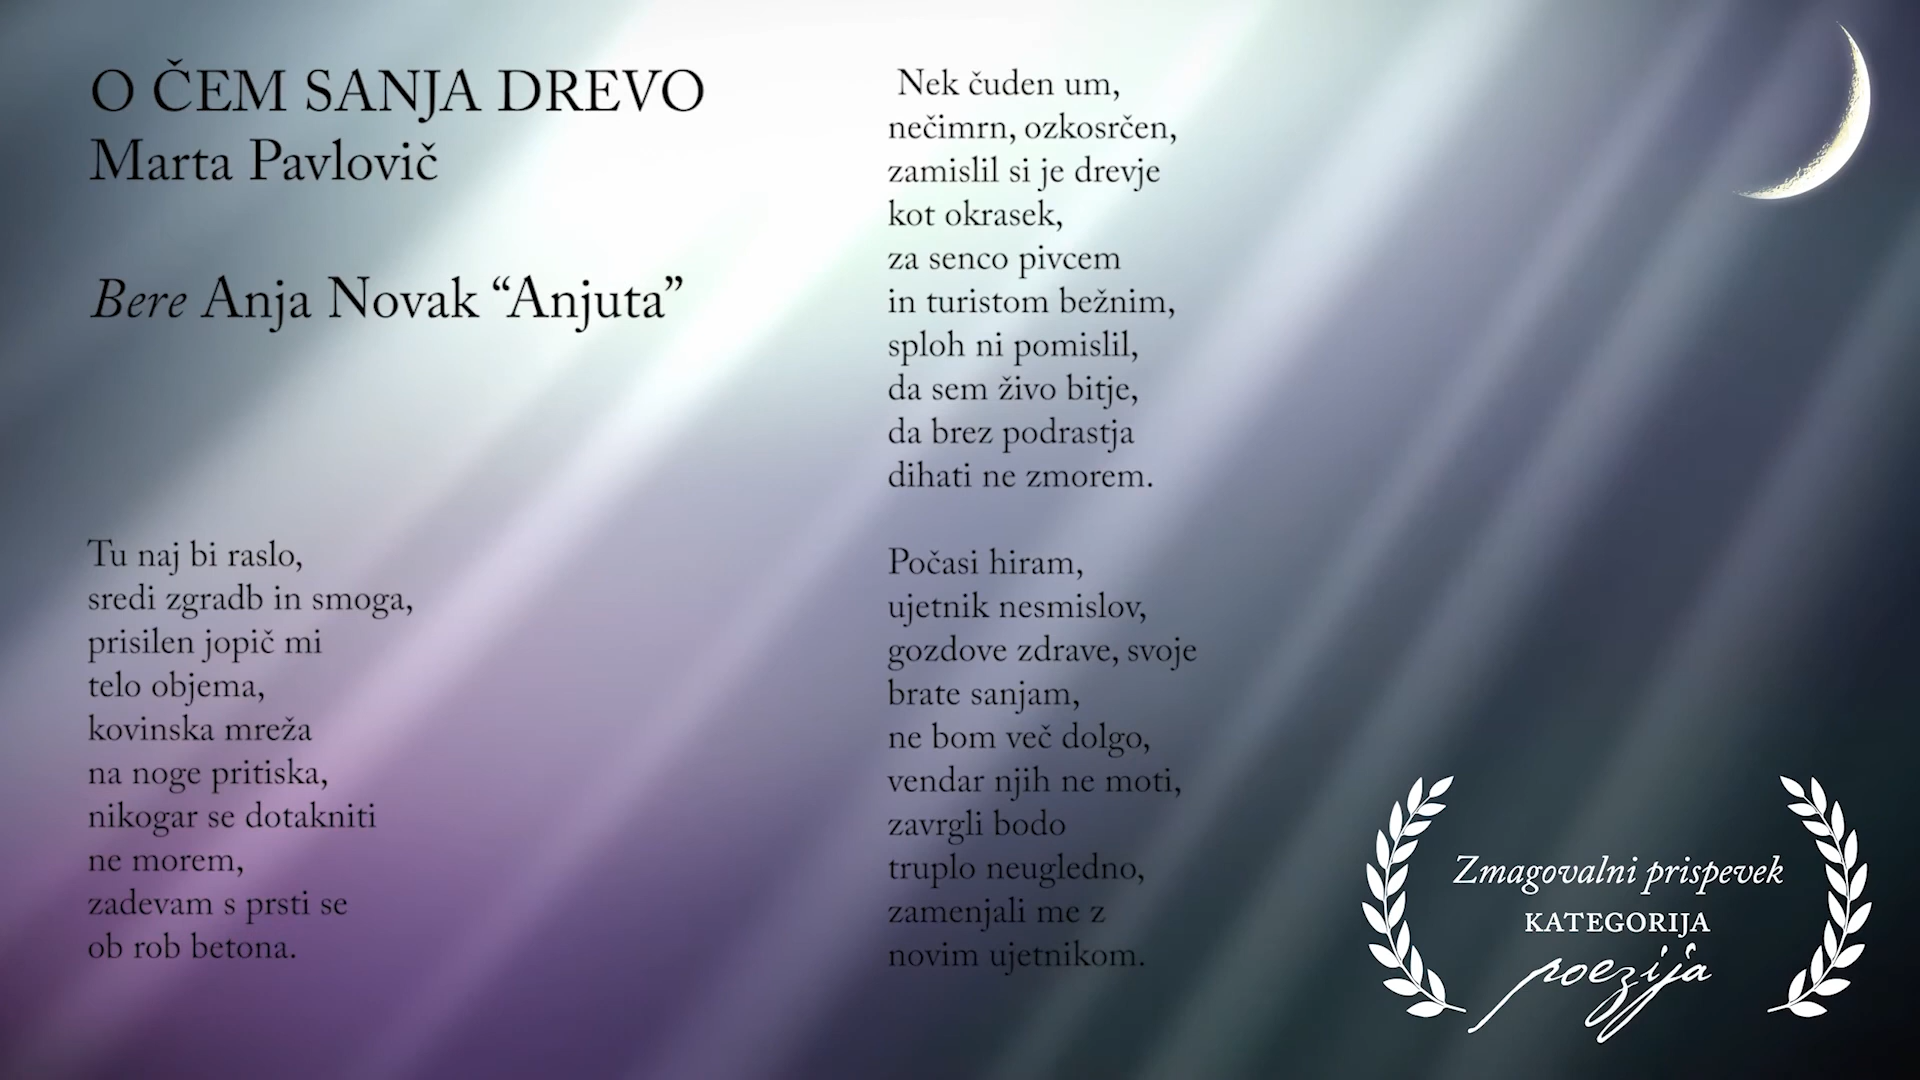 O ČEM SANJA DREVO
Marta Pavlovič
Bere Anja Novak “Anjuta”
Tu naj bi raslo,
sredi zgradb in smoga,
prisilen jopič mi
telo objema,
kovinska mreža
na noge pritiska,
nikogar se dotakniti
ne morem,
zadevam s prsti se
ob rob betona.
Nek čuden um,
nečimrn, ozkosrčen,
zamislil si je drevje
kot okrasek,
za senco pivcem
in turistom bežnim,
sploh ni pomislil,
da sem živo bitje,
da brez podrastja
dihati ne zmorem.
Počasi hiram,
ujetnik nesmislov,
gozdove zdrave, svoje
brate sanjam,
ne bom več dolgo,
vendar njih ne moti,
zavrgli bodo
truplo neugledno,
zamenjali me z
novim ujetnikom.
Zmagovalni prispevek
KATEGORIJA
poezija